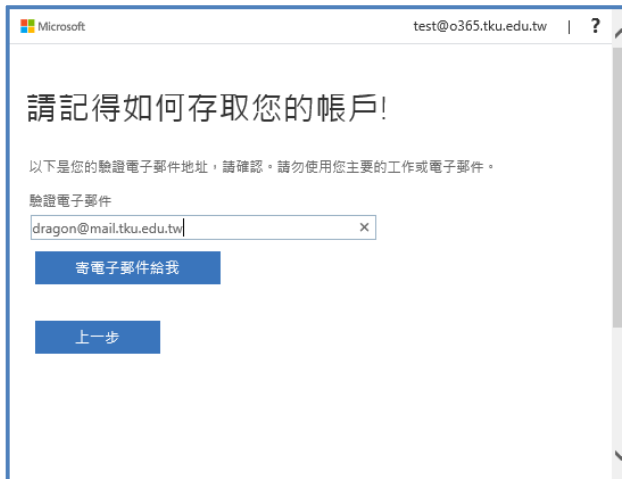 Microsoft test@o365.tku.edu.tw | ?
請記得如何存取您的帳戶!
以下是您的驗證電子郵件地址，請確認。請勿使用您主要的工作或電子郵件。
驗證電子郵件
dragon@mail.tku.edu.tw ×
寄電子郵件給我
上一步